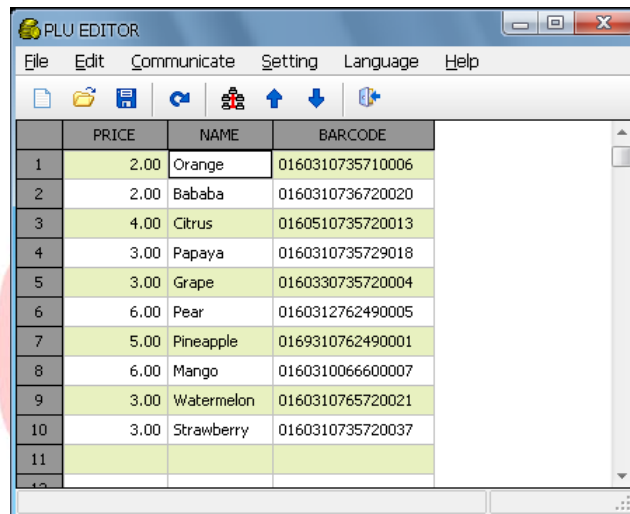 PLU EDITOR
File Edit Communicate Setting Language Help
PRICE NAME BARCODE
1 2.00 Orange 0160310735710006
2 2.00 Bababa 0160310736720020
3 4.00 Citrus 0160510735720013
4 3.00 Papaya 0160310735729018
5 3.00 Grape 0160330735720004
6 6.00 Pear 0160312762490005
7 5.00 Pineapple 0169310762490001
8 6.00 Mango 0160310066600007
9 3.00 Watermelon 0160310765720021
10 3.00 Strawberry 0160310735720037
11